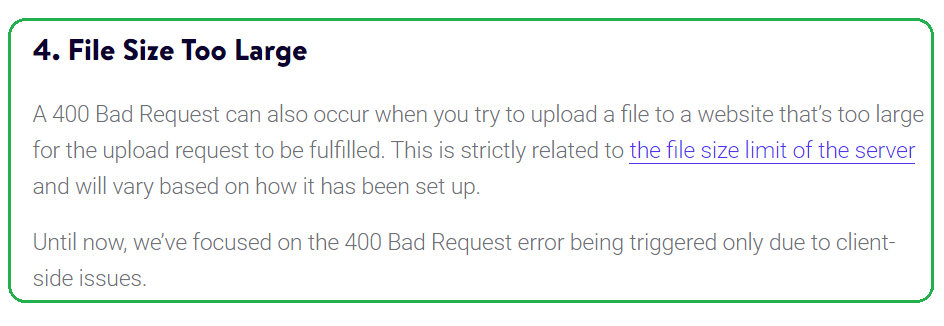 4. File Size Too Large
A 400 Bad Request can also occur when you try to upload a file to a website that’s too large
for the upload request to be fulfilled. This is strictly related to the file size limit of the server
and will vary based on how it has been set up.
Until now, we’ve focused on the 400 Bad Request error being triggered only due to client-
side issues.